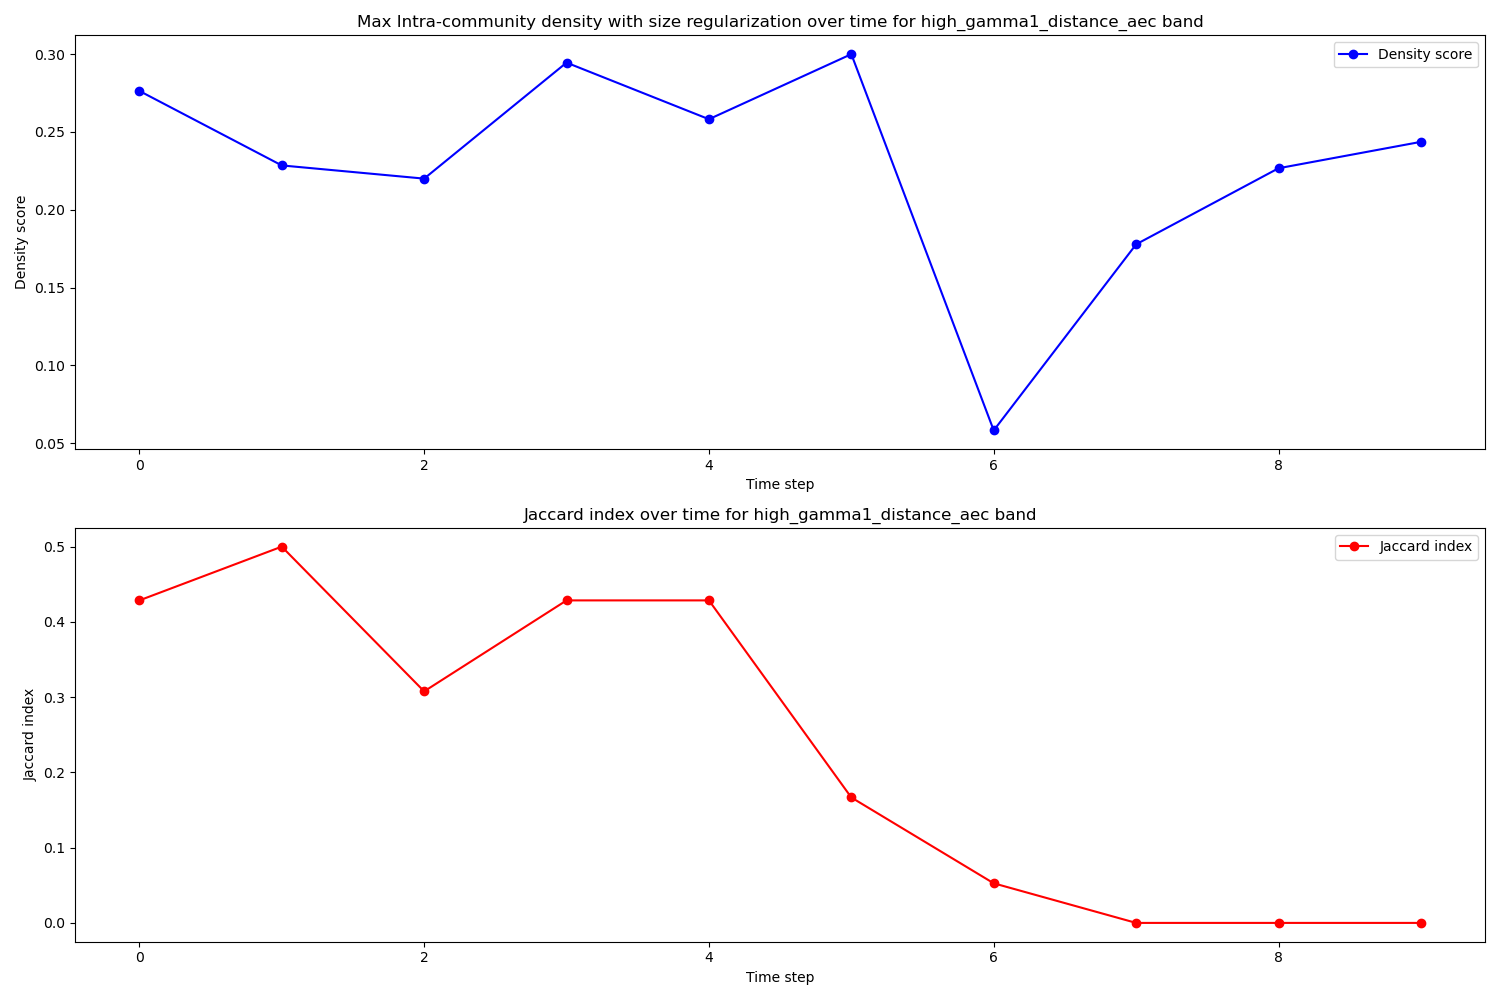 Max Intra-community density with size regularization over time for high_gamma1_distance_aec band
Density score
0.30
0.25
0.20
0.15
0.10
0.05
Density score
0 2 4 6 8
Time step
Jaccard index over time for high_gamma1_distance_aec band
Jaccard index
0.5
0.4
0.3
0.2
0.1
0.0
Jaccard index
0 2 4 6 8
Time step